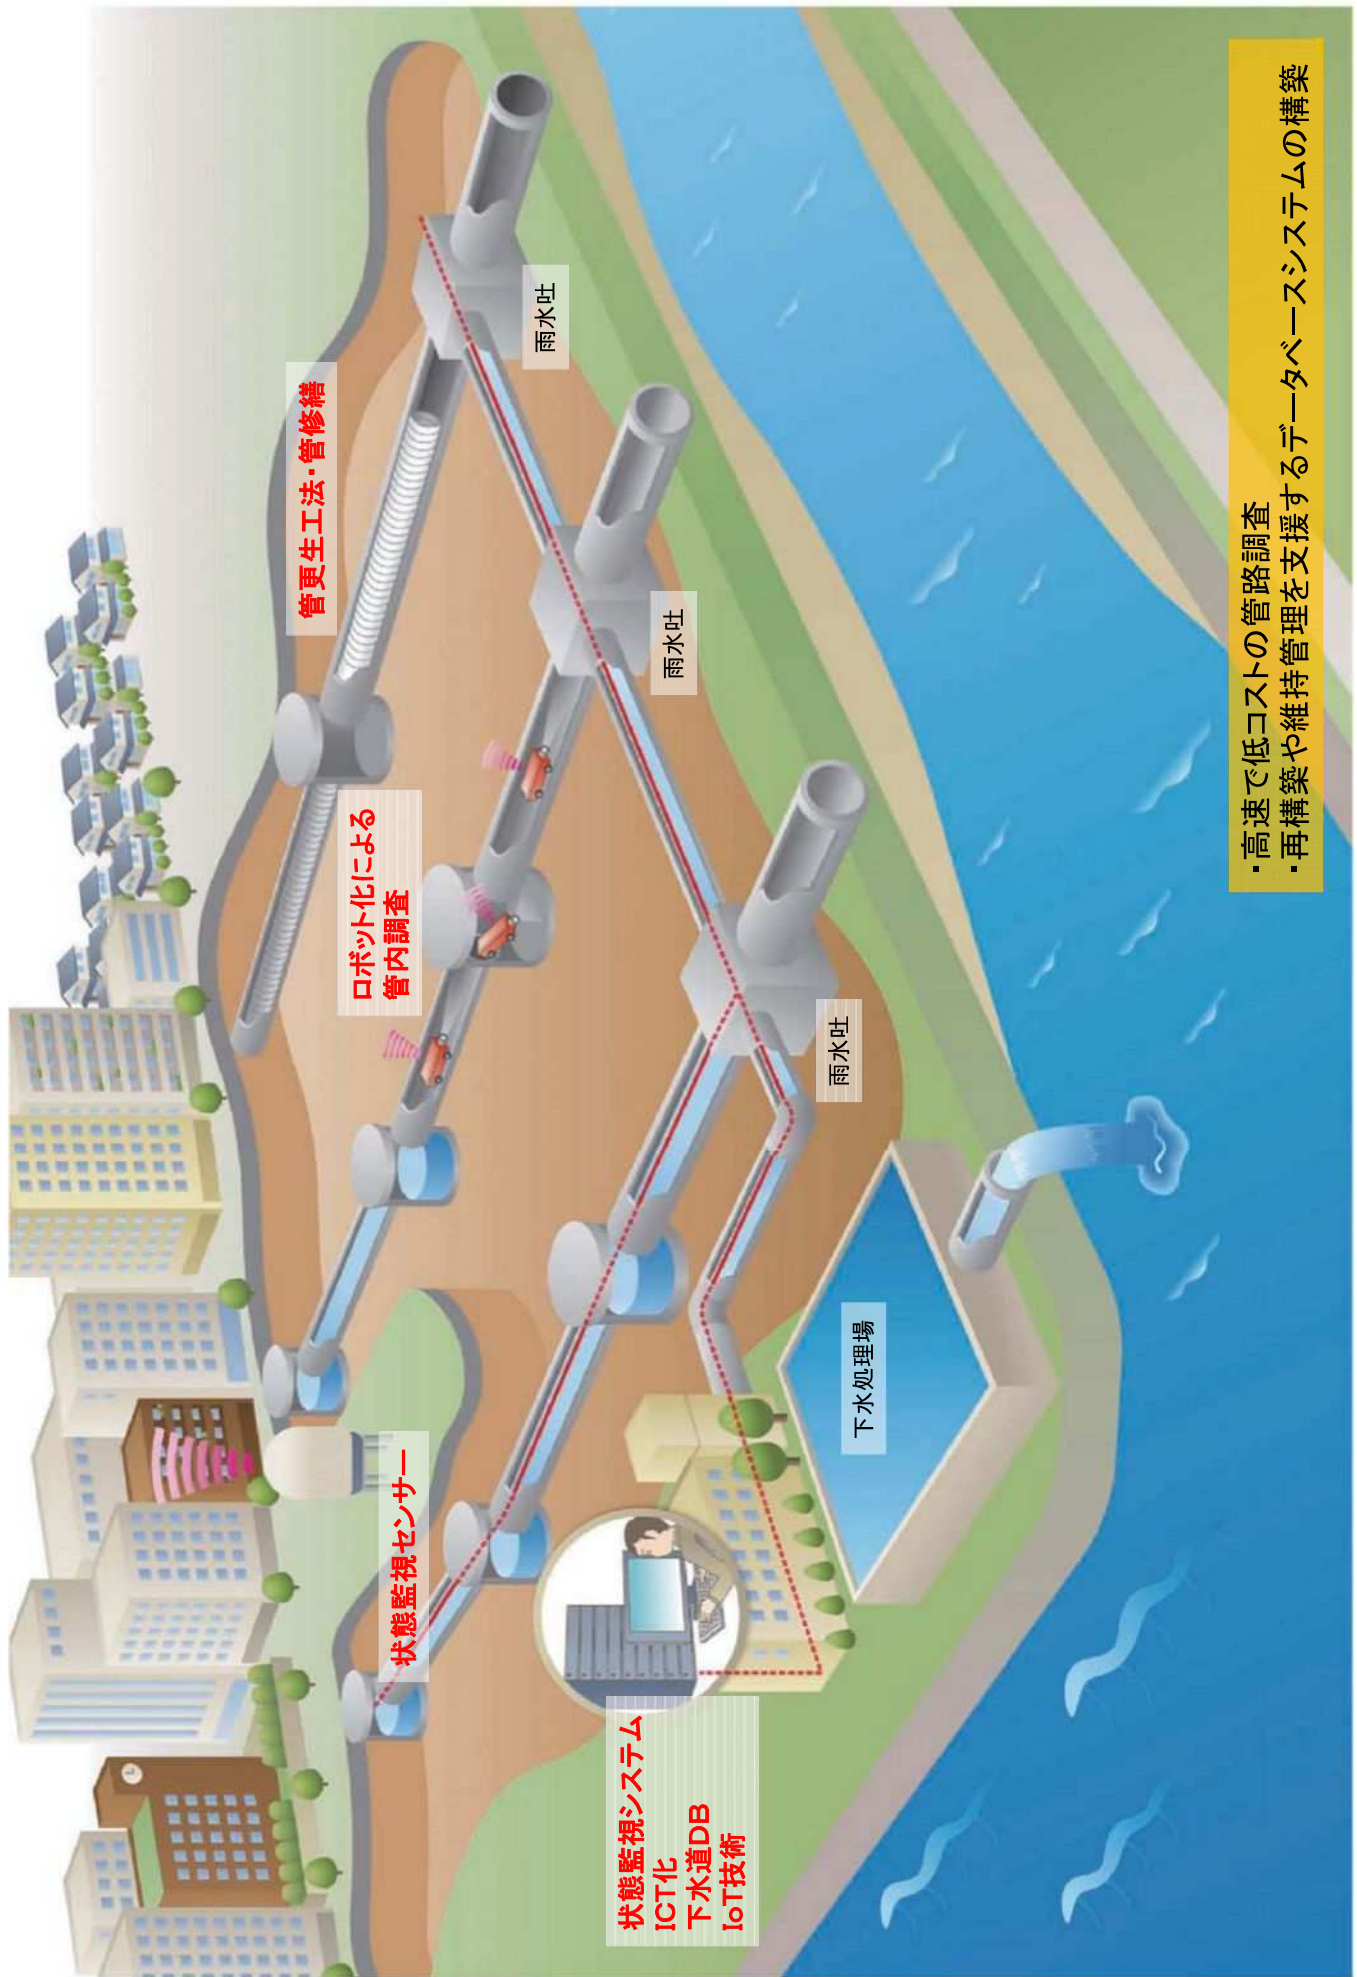 管更生工法・管修繕
ロボット化による
管内調査
状態監視センサー
状態監視システム
ICT化
下水道DB
IoT技術
雨水吐
雨水吐
雨水吐
下水処理場
・高速で低コストの管路調査
・再構築や維持管理を支援するデータベースシステムの構築